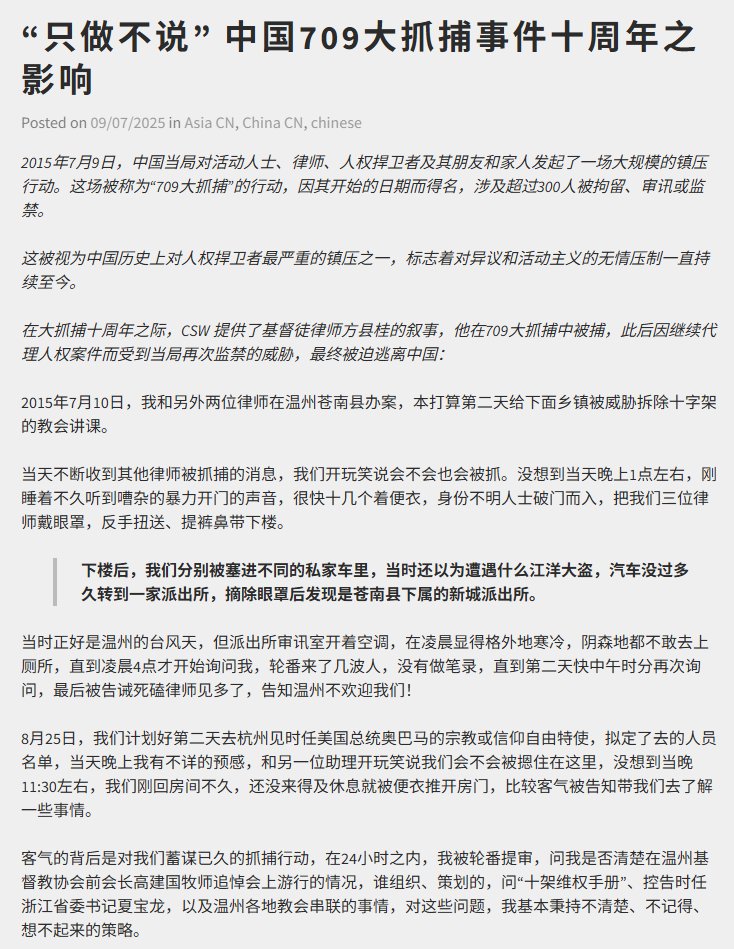 “只做不说” 中国709大抓捕事件十周年之
影响
Posted on 09/07/2025 in Asia CN, China CN, chinese
2015年7月9日，中国当局对活动人士、律师、人权捍卫者及其朋友和家人发起了一场大规模的镇压
行动。这场被称为“709大抓捕”的行动，因其开始的日期而得名，涉及超过300人被拘留、审讯或监
禁。
这被视为中国历史上对人权捍卫者最严重的镇压之一，标志着对异议和活动主义的无情压制一直持
续至今。
在大抓捕十周年之际，CSW 提供了基督徒律师方县桂的叙事，他在709大抓捕中被捕，此后因继续代
理人权案件而受到当局再次监禁的威胁，最终被迫逃离中国：
2015年7月10日，我和另外两位律师在温州苍南县办案，本打算第二天给下面乡镇被威胁拆除十字架
的教会讲课。
当天不断收到其他律师被抓捕的消息，我们开玩笑说会不会也会被抓。没想到当天晚上1点左右，刚
睡着不久听到嘈杂的暴力开门的声音，很快十几个着便衣，身份不明人士破门而入，把我们三位律
师戴眼罩，反手扭送、提裤鼻带下楼。
下楼后，我们分别被塞进不同的私家车里，当时还以为遭遇什么江洋大盗，汽车没过多
久转到一家派出所，摘除眼罩后发现是苍南县下属的新城派出所。
当时正好是温州的台风天，但派出所审讯室开着空调，在凌晨显得格外地寒冷，阴森地都不敢去上
厕所，直到凌晨4点才开始询问我，轮番来了几波人，没有做笔录，直到第二天快中午时分再次询
问，最后被告诫死磕律师见多了，告知温州不欢迎我们！
8月25日，我们计划好第二天去杭州见时任美国总统奥巴马的宗教或信仰自由特使，拟定了去的人员
名单，当天晚上我有不详的预感，和另一位助理开玩笑说我们会不会被摁住在这里，没想到当晚
11:30左右，我们刚回房间不久，还没来得及休息就被便衣推开房门，比较客气被告知带我们去了解
一些事情。
客气的背后是对我们蓄谋已久的抓捕行动，在24小时之内，我被轮番提审，问我是否清楚在温州基
督教协会前会长高建国牧师追悼会上游行的情况，谁组织、策划的，问“十架维权手册”、控告时任
浙江省委书记夏宝龙，以及温州各地教会串联的事情，对这些问题，我基本秉持不清楚、不记得、
想不起来的策略。